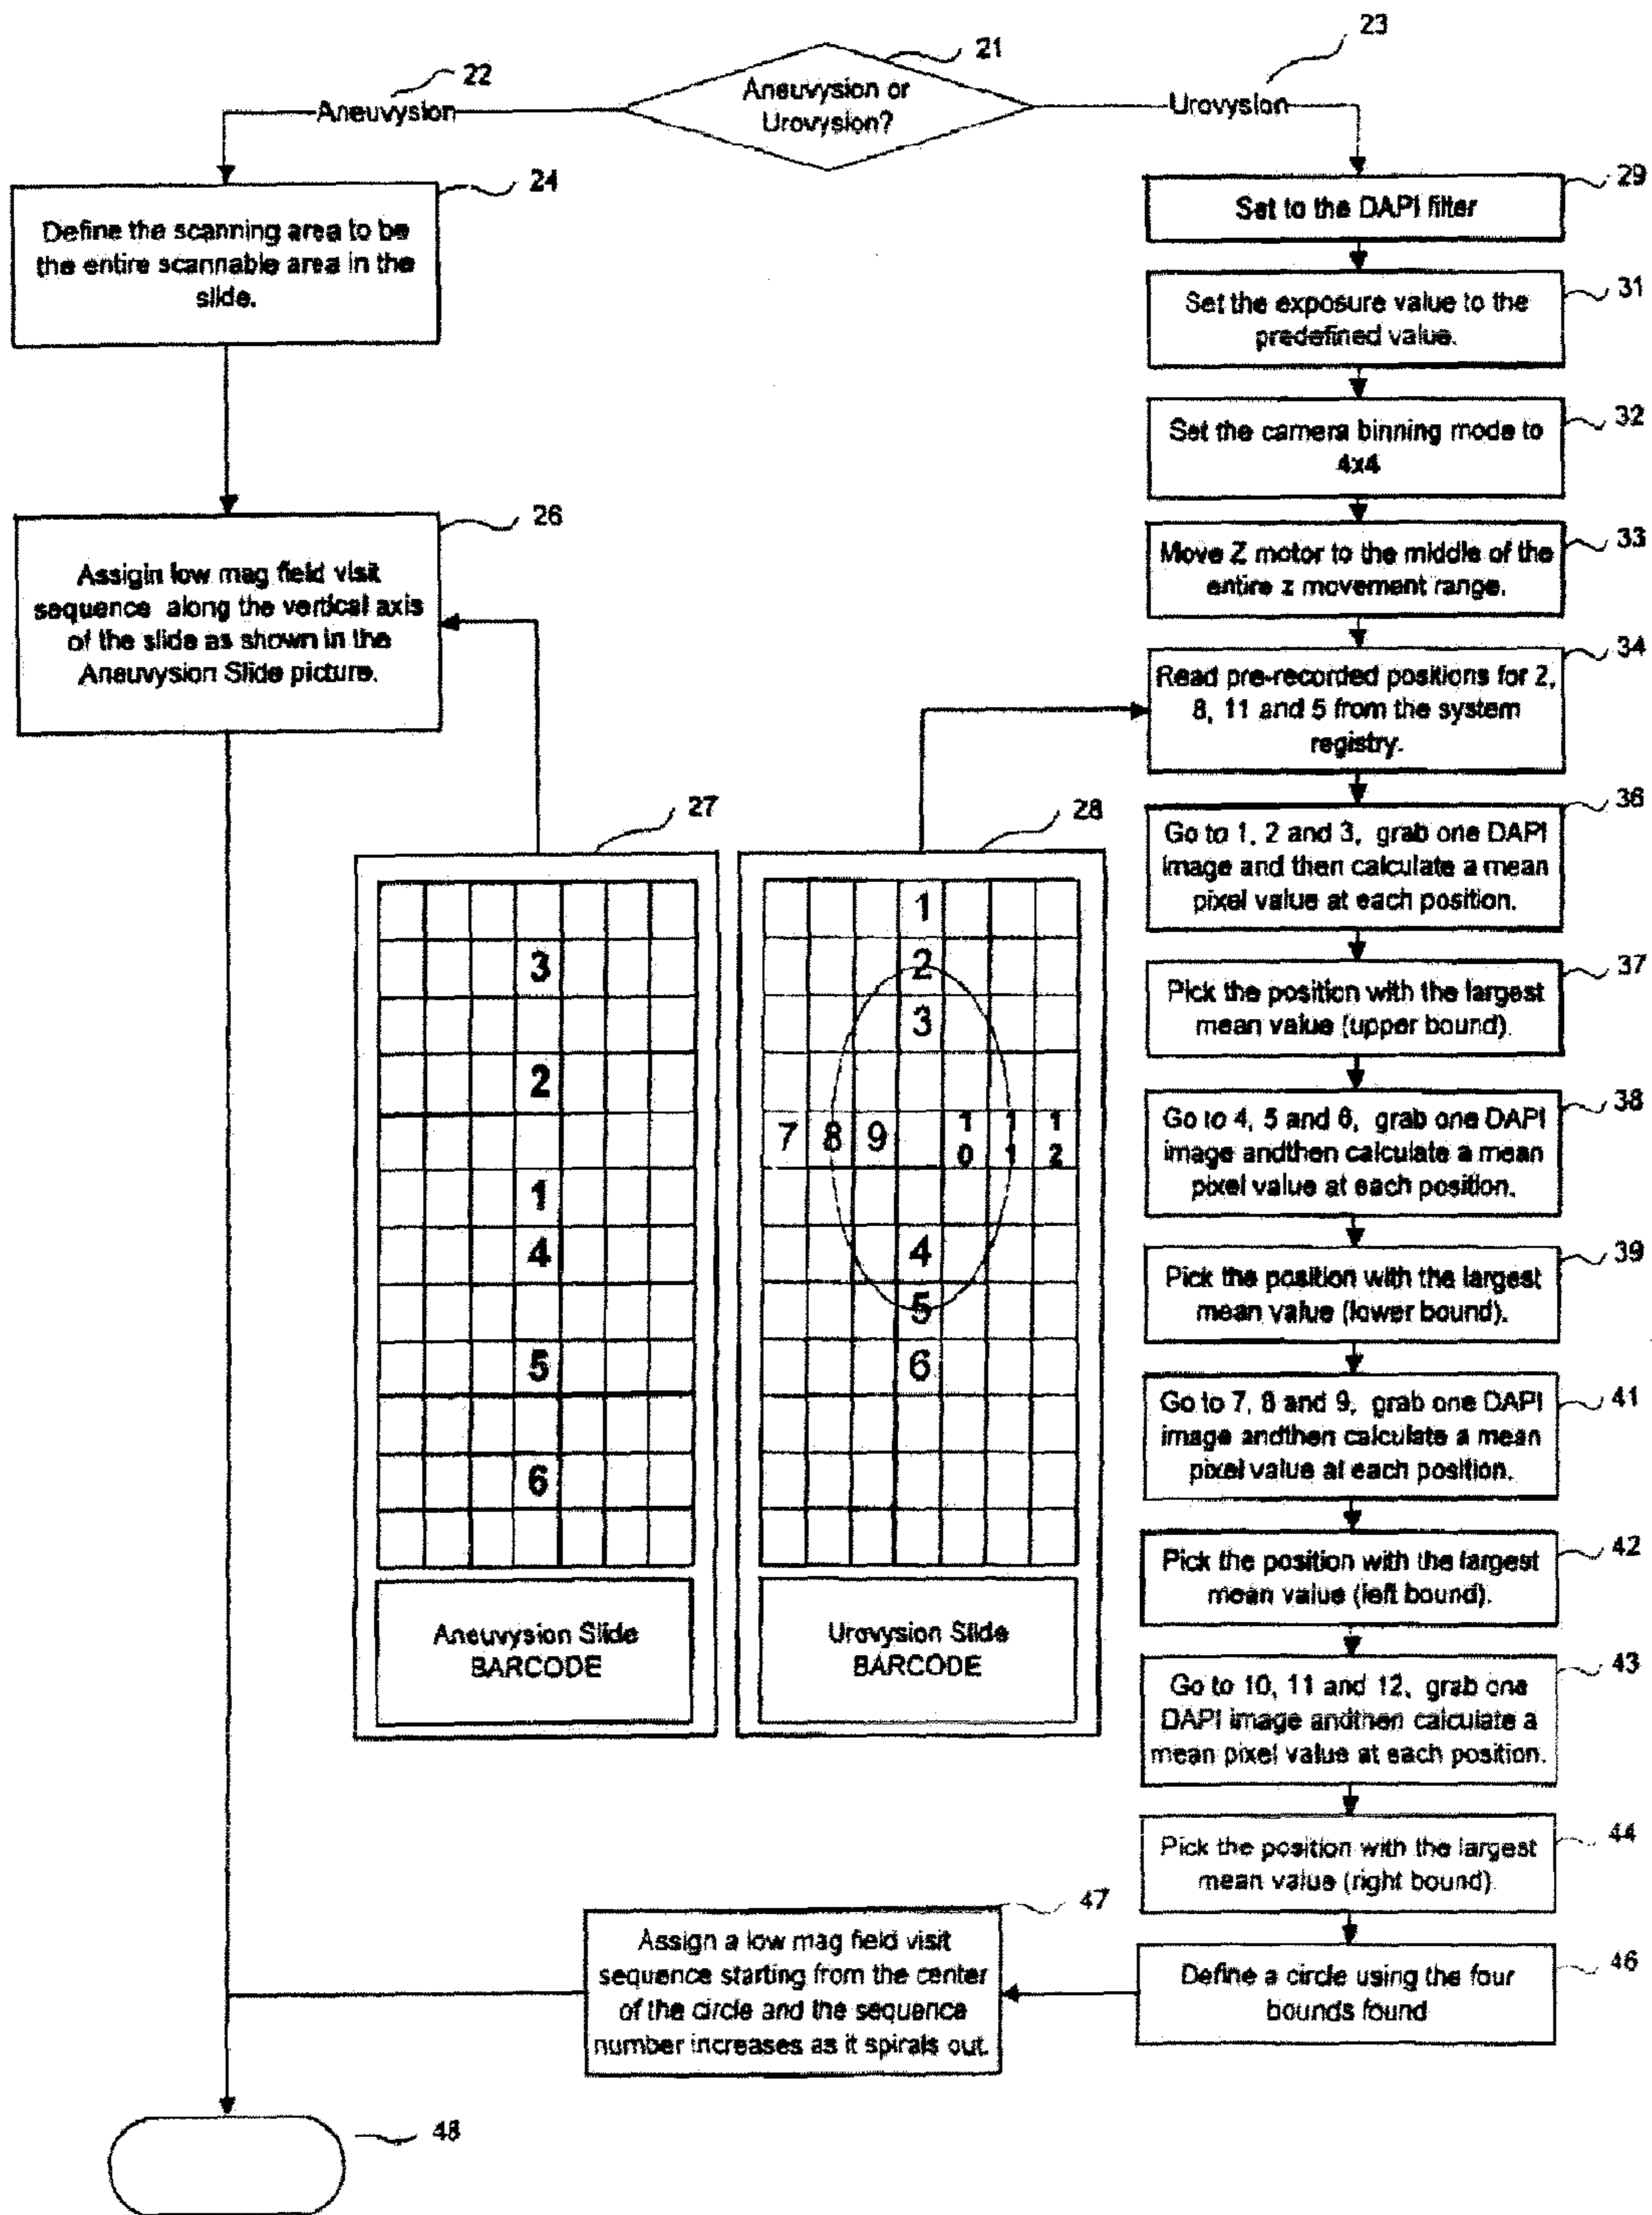 21
22
23
Aneuvysion or
Urovysion?
Aneuvysion
Urovysion
24
Define the scanning area to be
the entire scannable area in the
slide.
26
Assigin low mag field visit
sequence along the vertical axis
of the slide as shown in the
Aneuvysion Slide picture.
29
Set to the DAPI filter
31
Set the exposure value to the
predefined value.
32
Set the camera binning mode to
4x4
33
Move Z motor to the middle of the
entire z movement range.
34
Read pre-recorded positions for 2,
8, 11 and 5 from the system
registry.
36
Go to 1, 2 and 3, grab one DAPI
image and then calculate a mean
pixel value at each position.
37
Pick the position with the largest
mean value (upper bound).
38
Go to 4, 5 and 6, grab one DAPI
image andthen calculate a mean
pixel value at each position.
39
Pick the position with the largest
mean value (lower bound).
41
Go to 7, 8 and 9, grab one DAPI
image andthen calculate a mean
pixel value at each position.
42
Pick the position with the largest
mean value (left bound).
43
Go to 10, 11 and 12, grab one
DAPI image andthen calculate a
mean pixel value at each position.
44
Pick the position with the largest
mean value (right bound)
46
Define a circle using the four
bounds found
47
Assign a low mag field visit
sequence starting from the center
of the circle and the sequence
number increases as it spirals out.
48
27
3
2
1
4
5
6
Aneuvysion Slide
BARCODE
28
1
2
3
7 8 9 10 11 12
4
5
6
Urovysion Slide
BARCODE